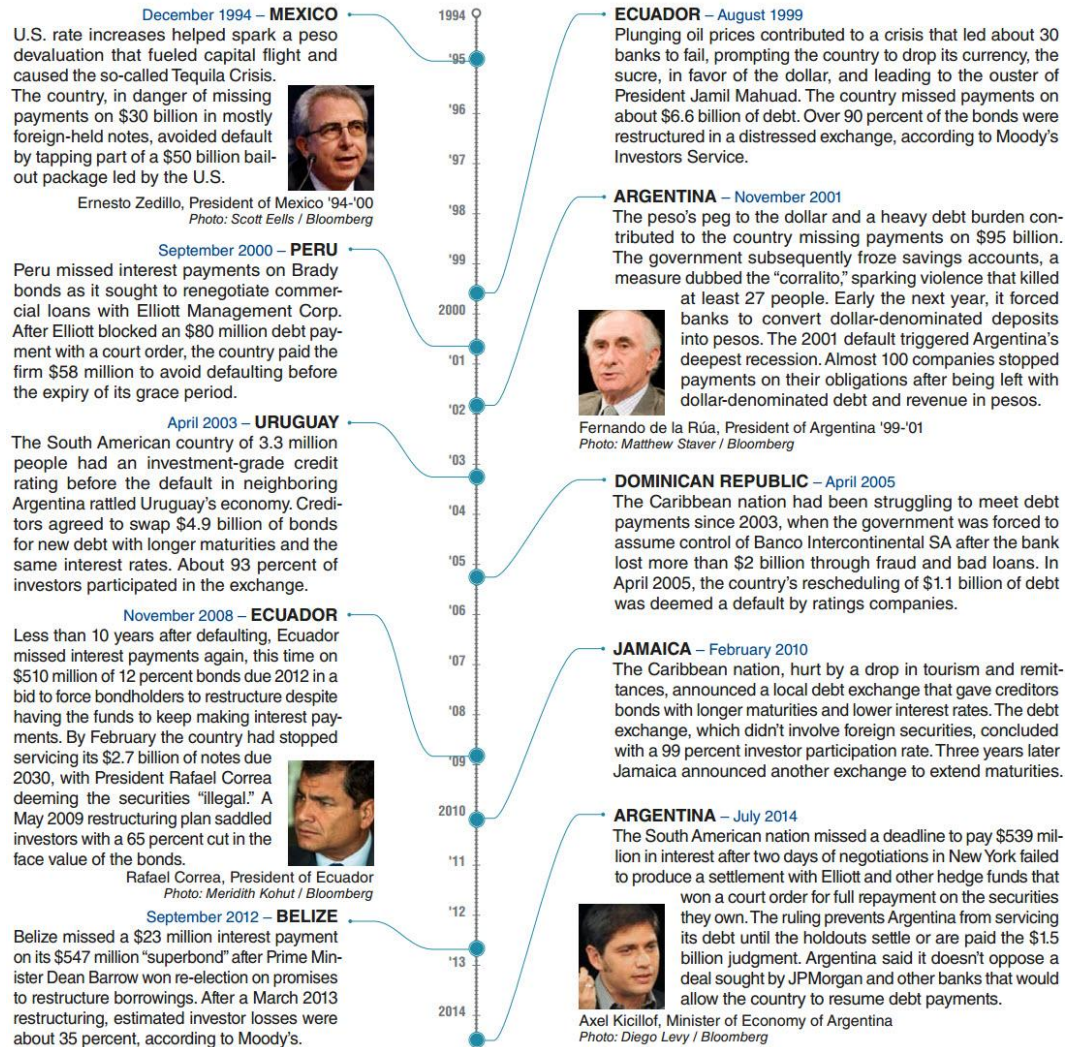 December 1994 – MEXICO
U.S. rate increases helped spark a peso
devaluation that fueled capital flight and
caused the so-called Tequila Crisis.
The country, in danger of missing
payments on $30 billion in mostly
foreign-held notes, avoided default
by tapping part of a $50 billion bail-
out package led by the U.S.
Ernesto Zedillo, President of Mexico '94-'00
Photo: Scott Eells / Bloomberg
September 2000 – PERU
Peru missed interest payments on Brady
bonds as it sought to renegotiate commer-
cial loans with Elliott Management Corp.
After Elliott blocked an $80 million debt pay-
ment with a court order, the country paid the
firm $58 million to avoid defaulting before
the expiry of its grace period.
April 2003 – URUGUAY
The South American country of 3.3 million
people had an investment-grade credit
rating before the default in neighboring
Argentina rattled Uruguay's economy. Credi-
tors agreed to swap $4.9 billion of bonds
for new debt with longer maturities and the
same interest rates. About 93 percent of
investors participated in the exchange.
November 2008 – ECUADOR
Less than 10 years after defaulting, Ecuador
missed interest payments again, this time on
$510 million of 12 percent bonds due 2012 in a
bid to force bondholders to restructure despite
having the funds to keep making interest pay-
ments. By February the country had stopped
servicing its $2.7 billion of notes due
2030, with President Rafael Correa
deeming the securities “illegal.” A
May 2009 restructuring plan saddled
investors with a 65 percent cut in the
face value of the bonds.
Rafael Correa, President of Ecuador
Photo: Meridith Kohut / Bloomberg
September 2012 – BELIZE
Belize missed a $23 million interest payment
on its $547 million “superbond” after Prime Min-
ister Dean Barrow won re-election on promises
to restructure borrowings. After a March 2013
restructuring, estimated investor losses were
about 35 percent, according to Moody's.
1994
'95
'96
'97
'98
'99
2000
'01
'02
'03
'04
'05
'06
'07
'08
'09
2010
'11
'12
'13
2014
ECUADOR – August 1999
Plunging oil prices contributed to a crisis that led about 30
banks to fail, prompting the country to drop its currency, the
sucre, in favor of the dollar, and leading to the ouster of
President Jamil Mahuad. The country missed payments on
about $6.6 billion of debt. Over 90 percent of the bonds were
restructured in a distressed exchange, according to Moody's
Investors Service.
ARGENTINA – November 2001
The peso's peg to the dollar and a heavy debt burden con-
tributed to the country missing payments on $95 billion.
The government subsequently froze savings accounts, a
measure dubbed the “corralito,” sparking violence that killed
at least 27 people. Early the next year, it forced
banks to convert dollar-denominated deposits
into pesos. The 2001 default triggered Argentina's
deepest recession. Almost 100 companies stopped
payments on their obligations after being left with
dollar-denominated debt and revenue in pesos.
Fernando de la Rúa, President of Argentina '99-'01
Photo: Matthew Staver / Bloomberg
DOMINICAN REPUBLIC – April 2005
The Caribbean nation had been struggling to meet debt
payments since 2003, when the government was forced to
assume control of Banco Intercontinental SA after the bank
lost more than $2 billion through fraud and bad loans. In
April 2005, the country's rescheduling of $1.1 billion of debt
was deemed a default by ratings companies.
JAMAICA – February 2010
The Caribbean nation, hurt by a drop in tourism and remit-
tances, announced a local debt exchange that gave creditors
bonds with longer maturities and lower interest rates. The debt
exchange, which didn't involve foreign securities, concluded
with a 99 percent investor participation rate. Three years later
Jamaica announced another exchange to extend maturities.
ARGENTINA – July 2014
The South American nation missed a deadline to pay $539 mil-
lion in interest after two days of negotiations in New York failed
to produce a settlement with Elliott and other hedge funds that
won a court order for full repayment on the securities
they own. The ruling prevents Argentina from servicing
its debt until the holdouts settle or are paid the $1.5
billion judgment. Argentina said it doesn't oppose a
deal sought by JPMorgan and other banks that would
allow the country to resume debt payments.
Axel Kicillof, Minister of Economy of Argentina
Photo: Diego Levy / Bloomberg